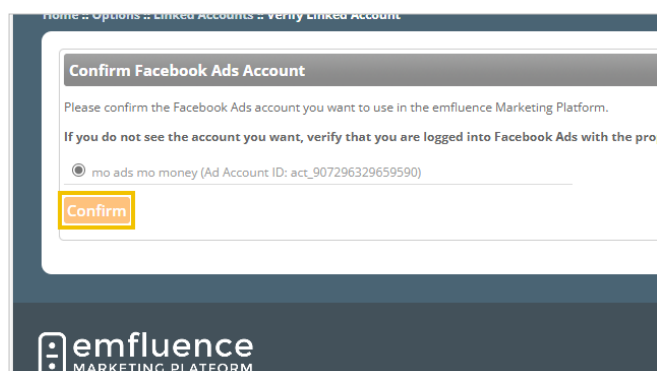 Home :: Options :: Linked Accounts :: Verify Linked Account
Confirm Facebook Ads Account
Please confirm the Facebook Ads account you want to use in the emfluence Marketing Platform.
If you do not see the account you want, verify that you are logged into Facebook Ads with the pro
mo ads mo money (Ad Account ID: act_907296329659590)
Confirm
emfluence
MARKETING PLATFORM